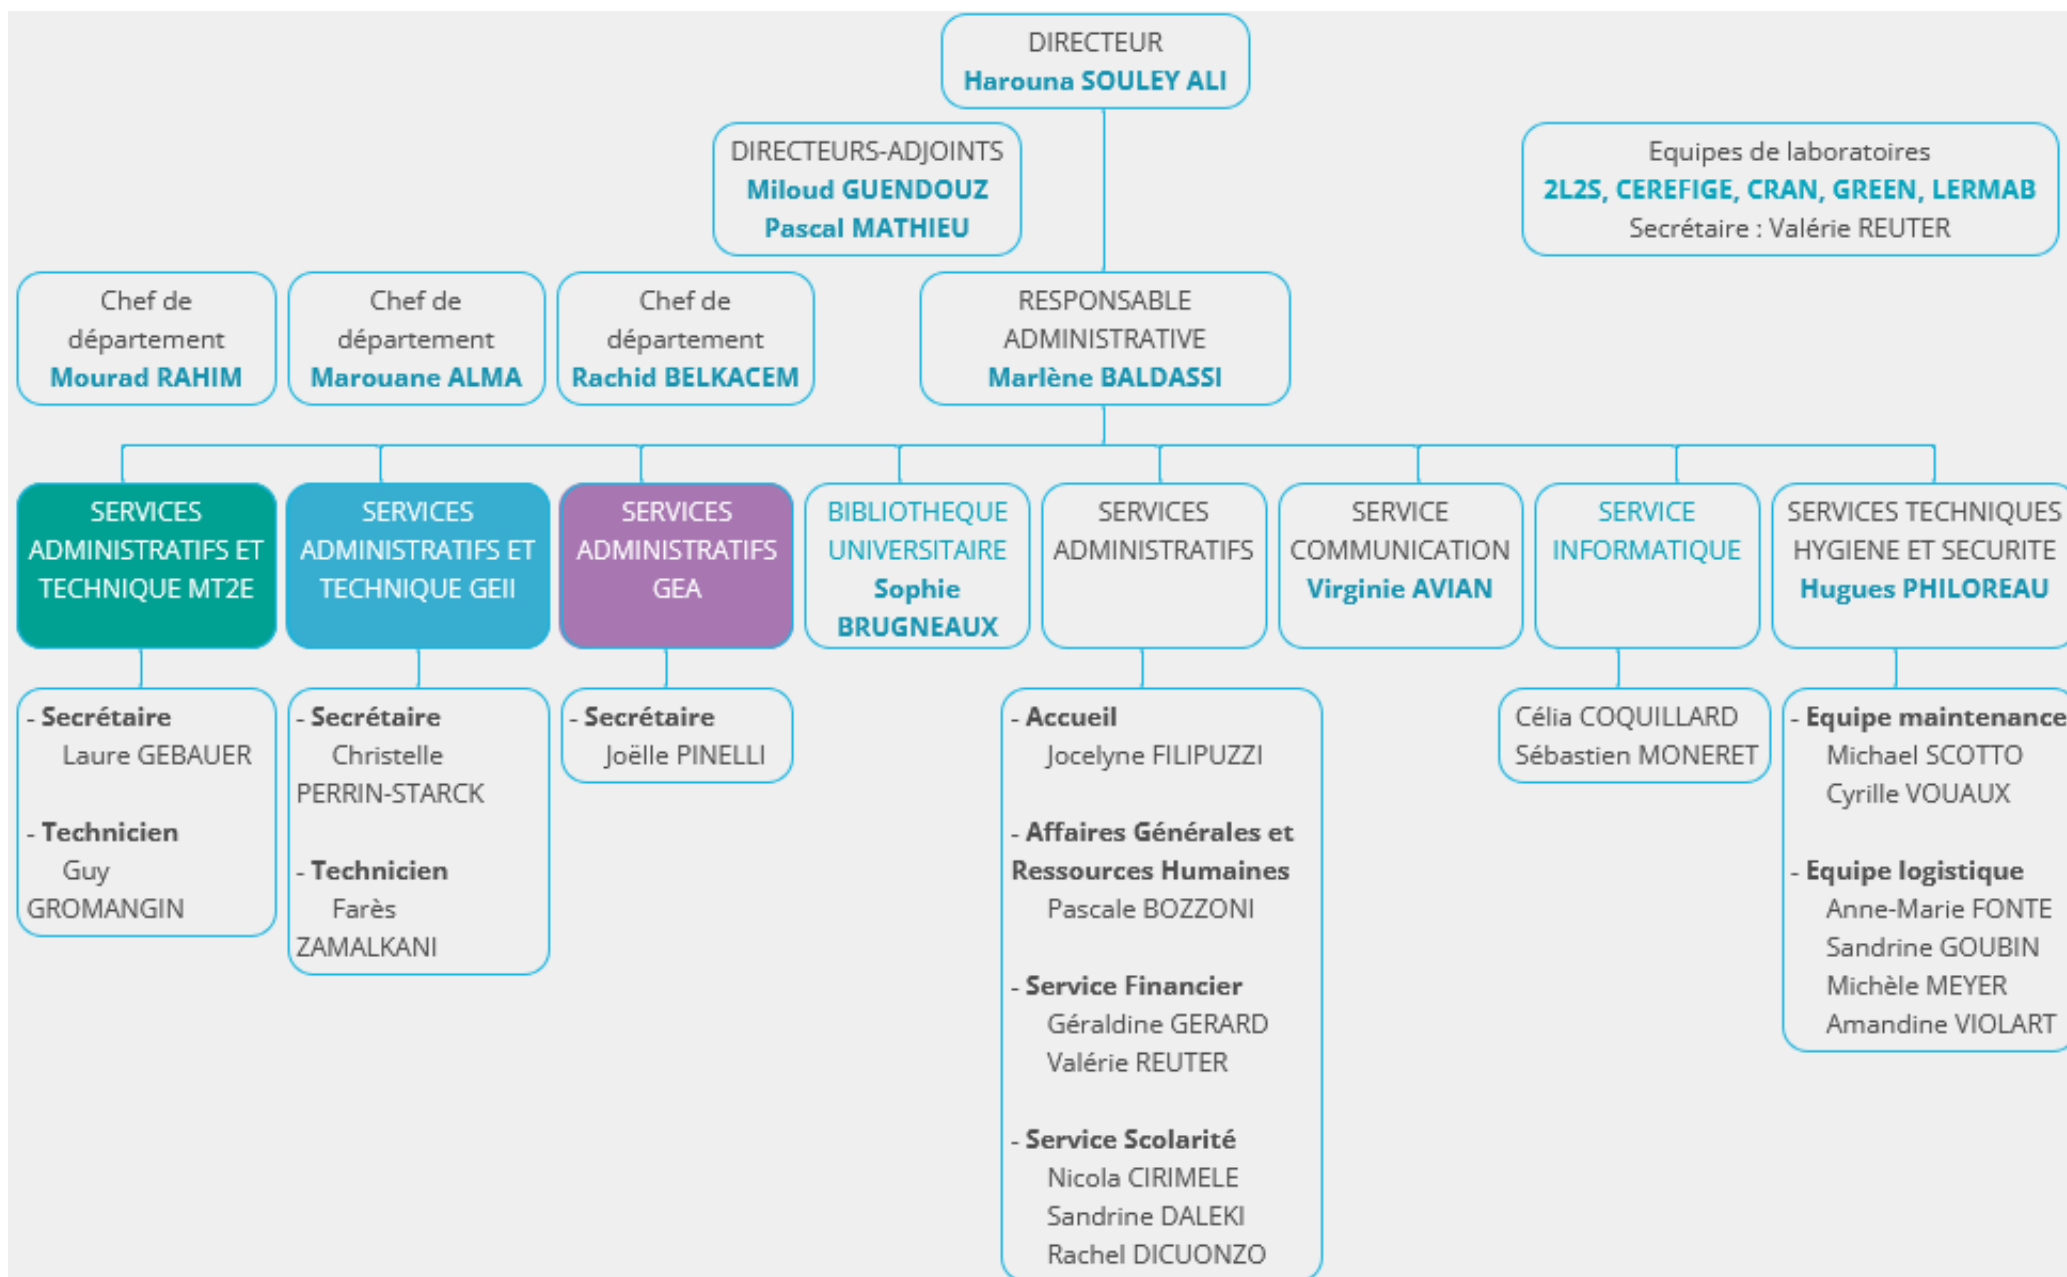 DIRECTEUR
Harouna SOULEY ALI
DIRECTEURS-ADJOINTS
Miloud GUENDOUZ
Pascal MATHIEU
Equipes de laboratoires
2L2S, CEREFIGE, CRAN, GREEN, LERMAB
Secrétaire : Valérie REUTER
Chef de
département
Mourad RAHIM
Chef de
département
Marouane ALMA
Chef de
département
Rachid BELKACEM
RESPONSABLE
ADMINISTRATIVE
Marlène BALDASSI
SERVICES
ADMINISTRATIFS ET
TECHNIQUE MT2E
SERVICES
ADMINISTRATIFS ET
TECHNIQUE GEII
SERVICES
ADMINISTRATIFS
GEA
BIBLIOTHEQUE
UNIVERSITAIRE
Sophie
BRUGNEAUX
SERVICES
ADMINISTRATIFS
SERVICE
COMMUNICATION
Virginie AVIAN
SERVICE
INFORMATIQUE
SERVICES TECHNIQUES
HYGIENE ET SECURITE
Hugues PHILOREAU
- Secrétaire
Laure GEBAUER
- Technicien
Guy
GROMANGIN
- Secrétaire
Christelle
PERRIN-STARCK
- Technicien
Farès
ZAMALKANI
- Secrétaire
Joëlle PINELLI
- Accueil
Jocelyne FILIPUZZI
- Affaires Générales et
Ressources Humaines
Pascale BOZZONI
- Service Financier
Géraldine GERARD
Valérie REUTER
- Service Scolarité
Nicola CIRIMELE
Sandrine DALEKI
Rachel DICUONZO
Célia COQUILLARD
Sébastien MONERET
- Equipe maintenance
Michael SCOTTO
Cyrille VOUAUX
- Equipe logistique
Anne-Marie FONTE
Sandrine GOUBIN
Michèle MEYER
Amandine VIOLART